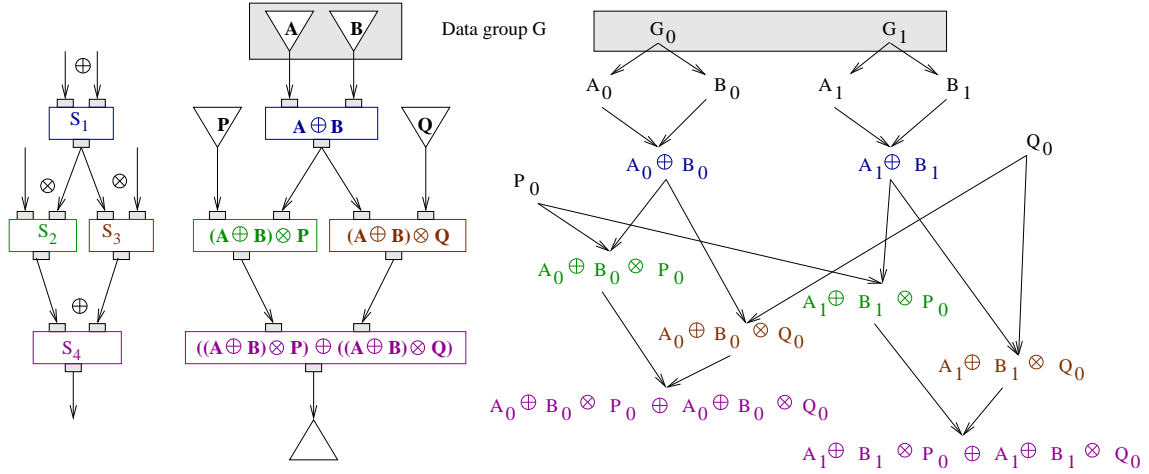 ⊕
S₁
⊗ ⊗
S₂ S₃
⊕
S₄
A B
Data group G
P A ⊕ B Q
(A ⊕ B) ⊗ P (A ⊕ B) ⊗ Q
((A ⊕ B) ⊗ P) ⊕ ((A ⊕ B) ⊗ Q)
G₀ G₁
A₀ B₀ A₁ B₁
A₀ ⊕ B₀ A₁ ⊕ B₁ Q₀
P₀
A₀ ⊕ B₀ ⊗ P₀
A₁ ⊕ B₁ ⊗ P₀
A₀ ⊕ B₀ ⊗ Q₀
A₁ ⊕ B₁ ⊗ Q₀
A₀ ⊕ B₀ ⊗ P₀ ⊕ A₀ ⊕ B₀ ⊗ Q₀
A₁ ⊕ B₁ ⊗ P₀ ⊕ A₁ ⊕ B₁ ⊗ Q₀